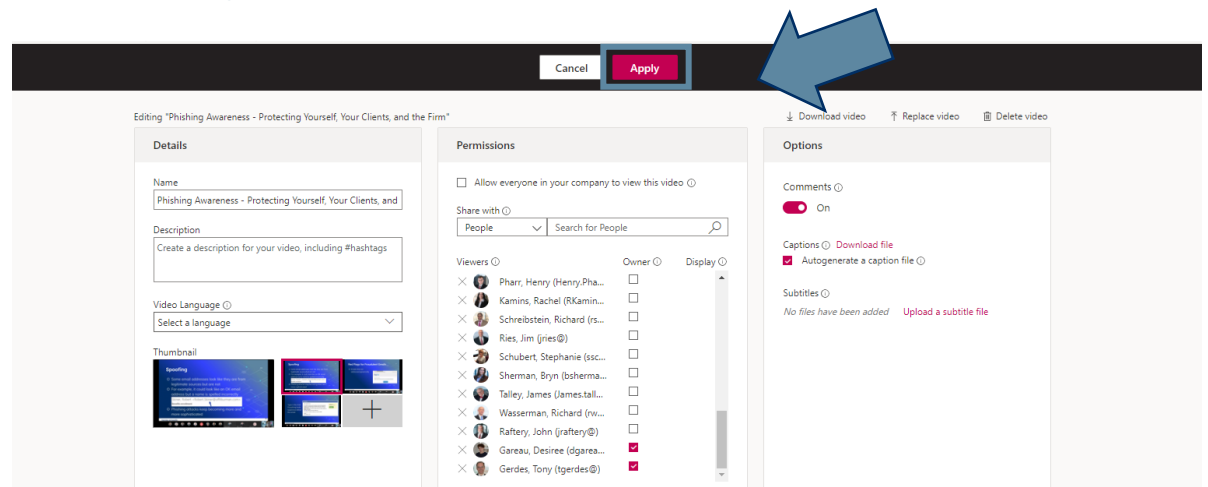 Cancel
Apply
Editing "Phishing Awareness - Protecting Yourself, Your Clients, and the Firm"
Download video
Replace video
Delete video
Details
Name
Phishing Awareness - Protecting Yourself, Your Clients, and
Description
Create a description for your video, including #hashtags
Video Language
Select a language
Thumbnail
Spoofing
Permissions
Allow everyone in your company to view this video
Share with
People
Search for People
Viewers Owner Display
Pharr, Henry (Henry.Pha...
Kamins, Rachel (RKamin...
Schreibstein, Richard (rs...
Ries, Jim (jries@)
Schubert, Stephanie (ssc...
Sherman, Bryn (bsherma...
Talley, James (James.tall...
Wasserman, Richard (rw...
Raftery, John (jraftery@)
Gareau, Desiree (dgarea...
Gerdes, Tony (tgerdes@)
Options
Comments
On
Captions Download file
Autogenerate a caption file
Subtitles
No files have been added Upload a subtitle file